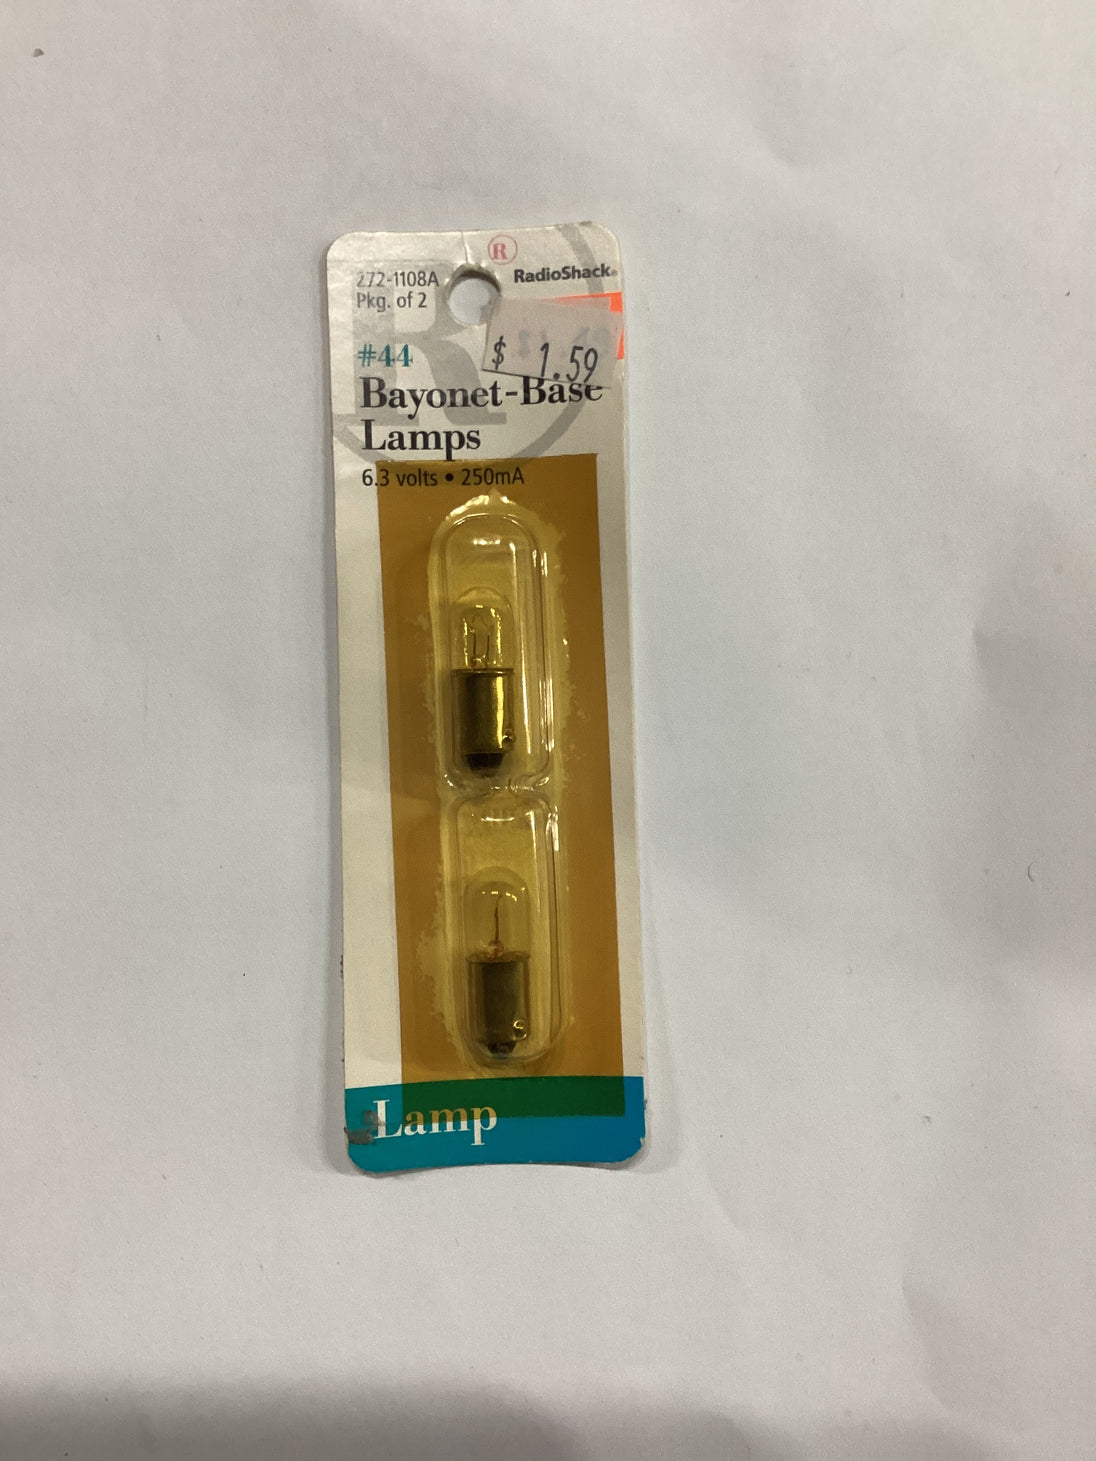 272-1108A
Pkg. of 2
R
RadioShack
$ 1.59
#44
Bayonet-Base
Lamps
6.3 volts • 250mA
Lamp